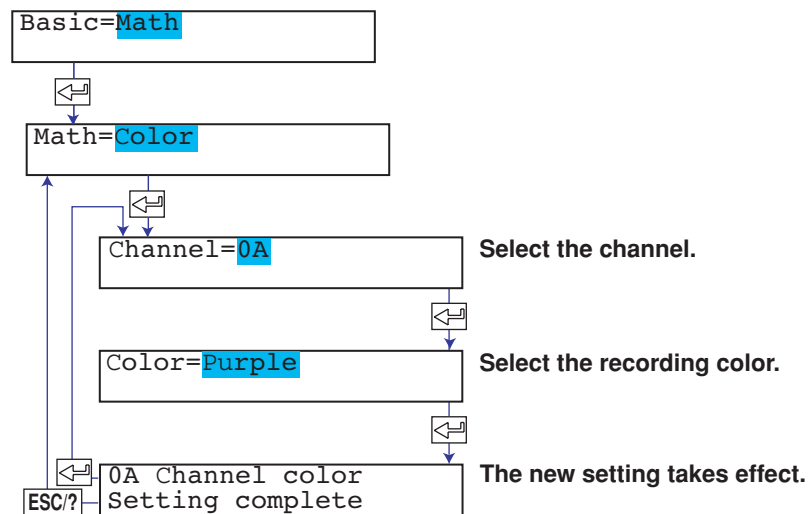 Basic=Math
Math=Color
Channel=0A
Select the channel.
Color=Purple
Select the recording color.
0A Channel color
Setting complete
The new setting takes effect.
ESC/?